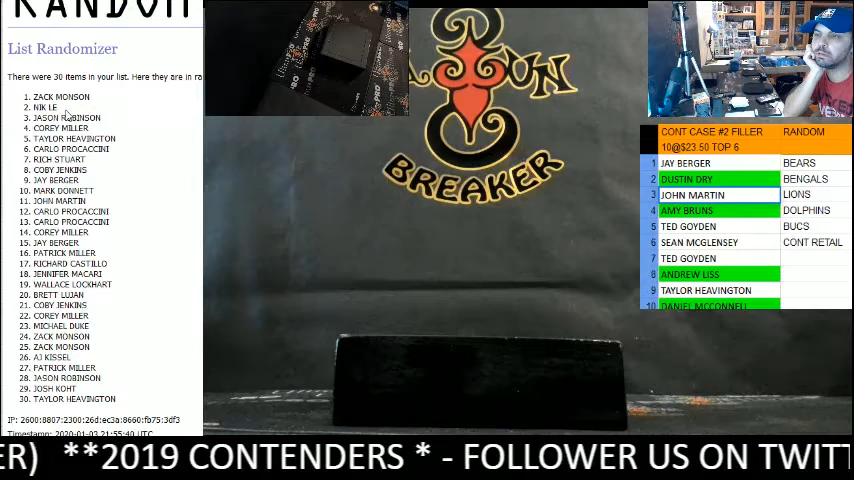 List Randomizer
There were 30 items in your list. Here they are in ra
1. ZACK MONSON
2. NIK LE
3. JASON ROBINSON
4. COREY MILLER
5. TAYLOR HEAVINGTON
6. CARLO PROCACCINI
7. RICH STUART
8. COBY JENKINS
9. JAY BERGER
10. MARK DONNETT
11. JOHN MARTIN
12. CARLO PROCACCINI
13. CARLO PROCACCINI
14. COREY MILLER
15. JAY BERGER
16. PATRICK MILLER
17. RICHARD CASTILLO
18. JENNIFER MACARI
19. WALLACE LOCKHART
20. BRETT LUJAN
21. COBY JENKINS
22. COREY MILLER
23. MICHAEL DUKE
24. ZACK MONSON
25. ZACK MONSON
26. AJ KISSEL
27. PATRICK MILLER
28. JASON ROBINSON
29. JOSH KOHT
30. TAYLOR HEAVINGTON
IP: 2600:8807:2300:26d:ec3a:8660:fb75:3df3
Timestamp: 2020-01-03 21:55:40 UTC
BREAKER
CONT CASE #2 FILLER RANDOM
10@$23.50 TOP 6
1 JAY BERGER BEARS
2 DUSTIN DRY BENGALS
3 JOHN MARTIN LIONS
4 AMY BRUNS DOLPHINS
5 TED GOYDEN BUCS
6 SEAN MCGLENSEY CONT RETAIL
7 TED GOYDEN
8 ANDREW LISS
9 TAYLOR HEAVINGTON
10 DANIEL MCCONNELL
ER) **2019 CONTENDERS * - FOLLOWER US ON TWITT